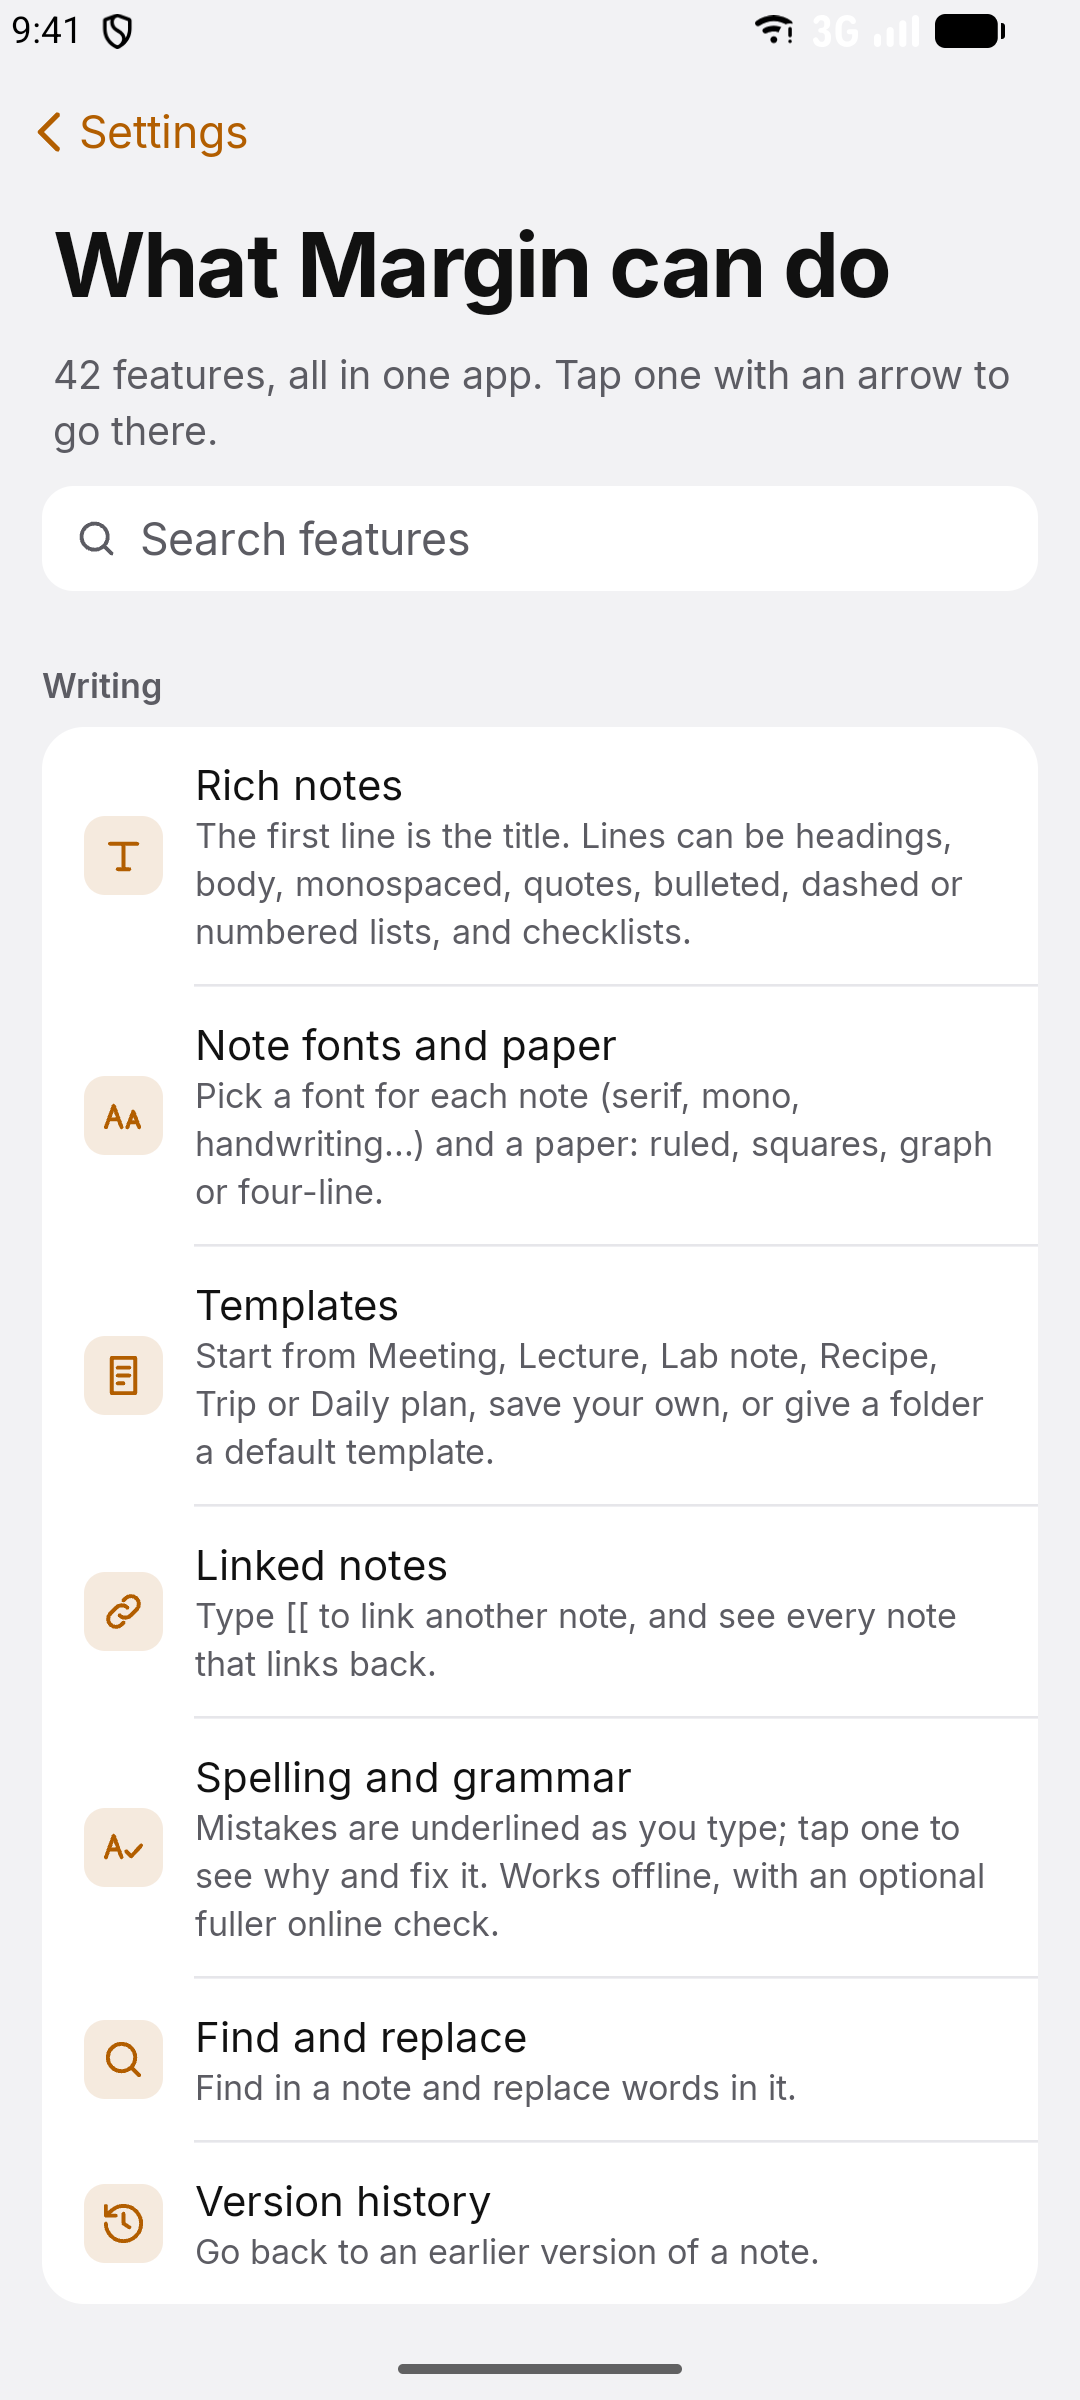 9:41
3G
Settings
What Margin can do
42 features, all in one app. Tap one with an arrow to
go there.
Search features
Writing
Rich notes
The first line is the title. Lines can be headings,
body, monospaced, quotes, bulleted, dashed or
numbered lists, and checklists.
Note fonts and paper
Pick a font for each note (serif, mono,
handwriting...) and a paper: ruled, squares, graph
or four-line.
Templates
Start from Meeting, Lecture, Lab note, Recipe,
Trip or Daily plan, save your own, or give a folder
a default template.
Linked notes
Type [[ to link another note, and see every note
that links back.
Spelling and grammar
Mistakes are underlined as you type; tap one to
see why and fix it. Works offline, with an optional
fuller online check.
Find and replace
Find in a note and replace words in it.
Version history
Go back to an earlier version of a note.